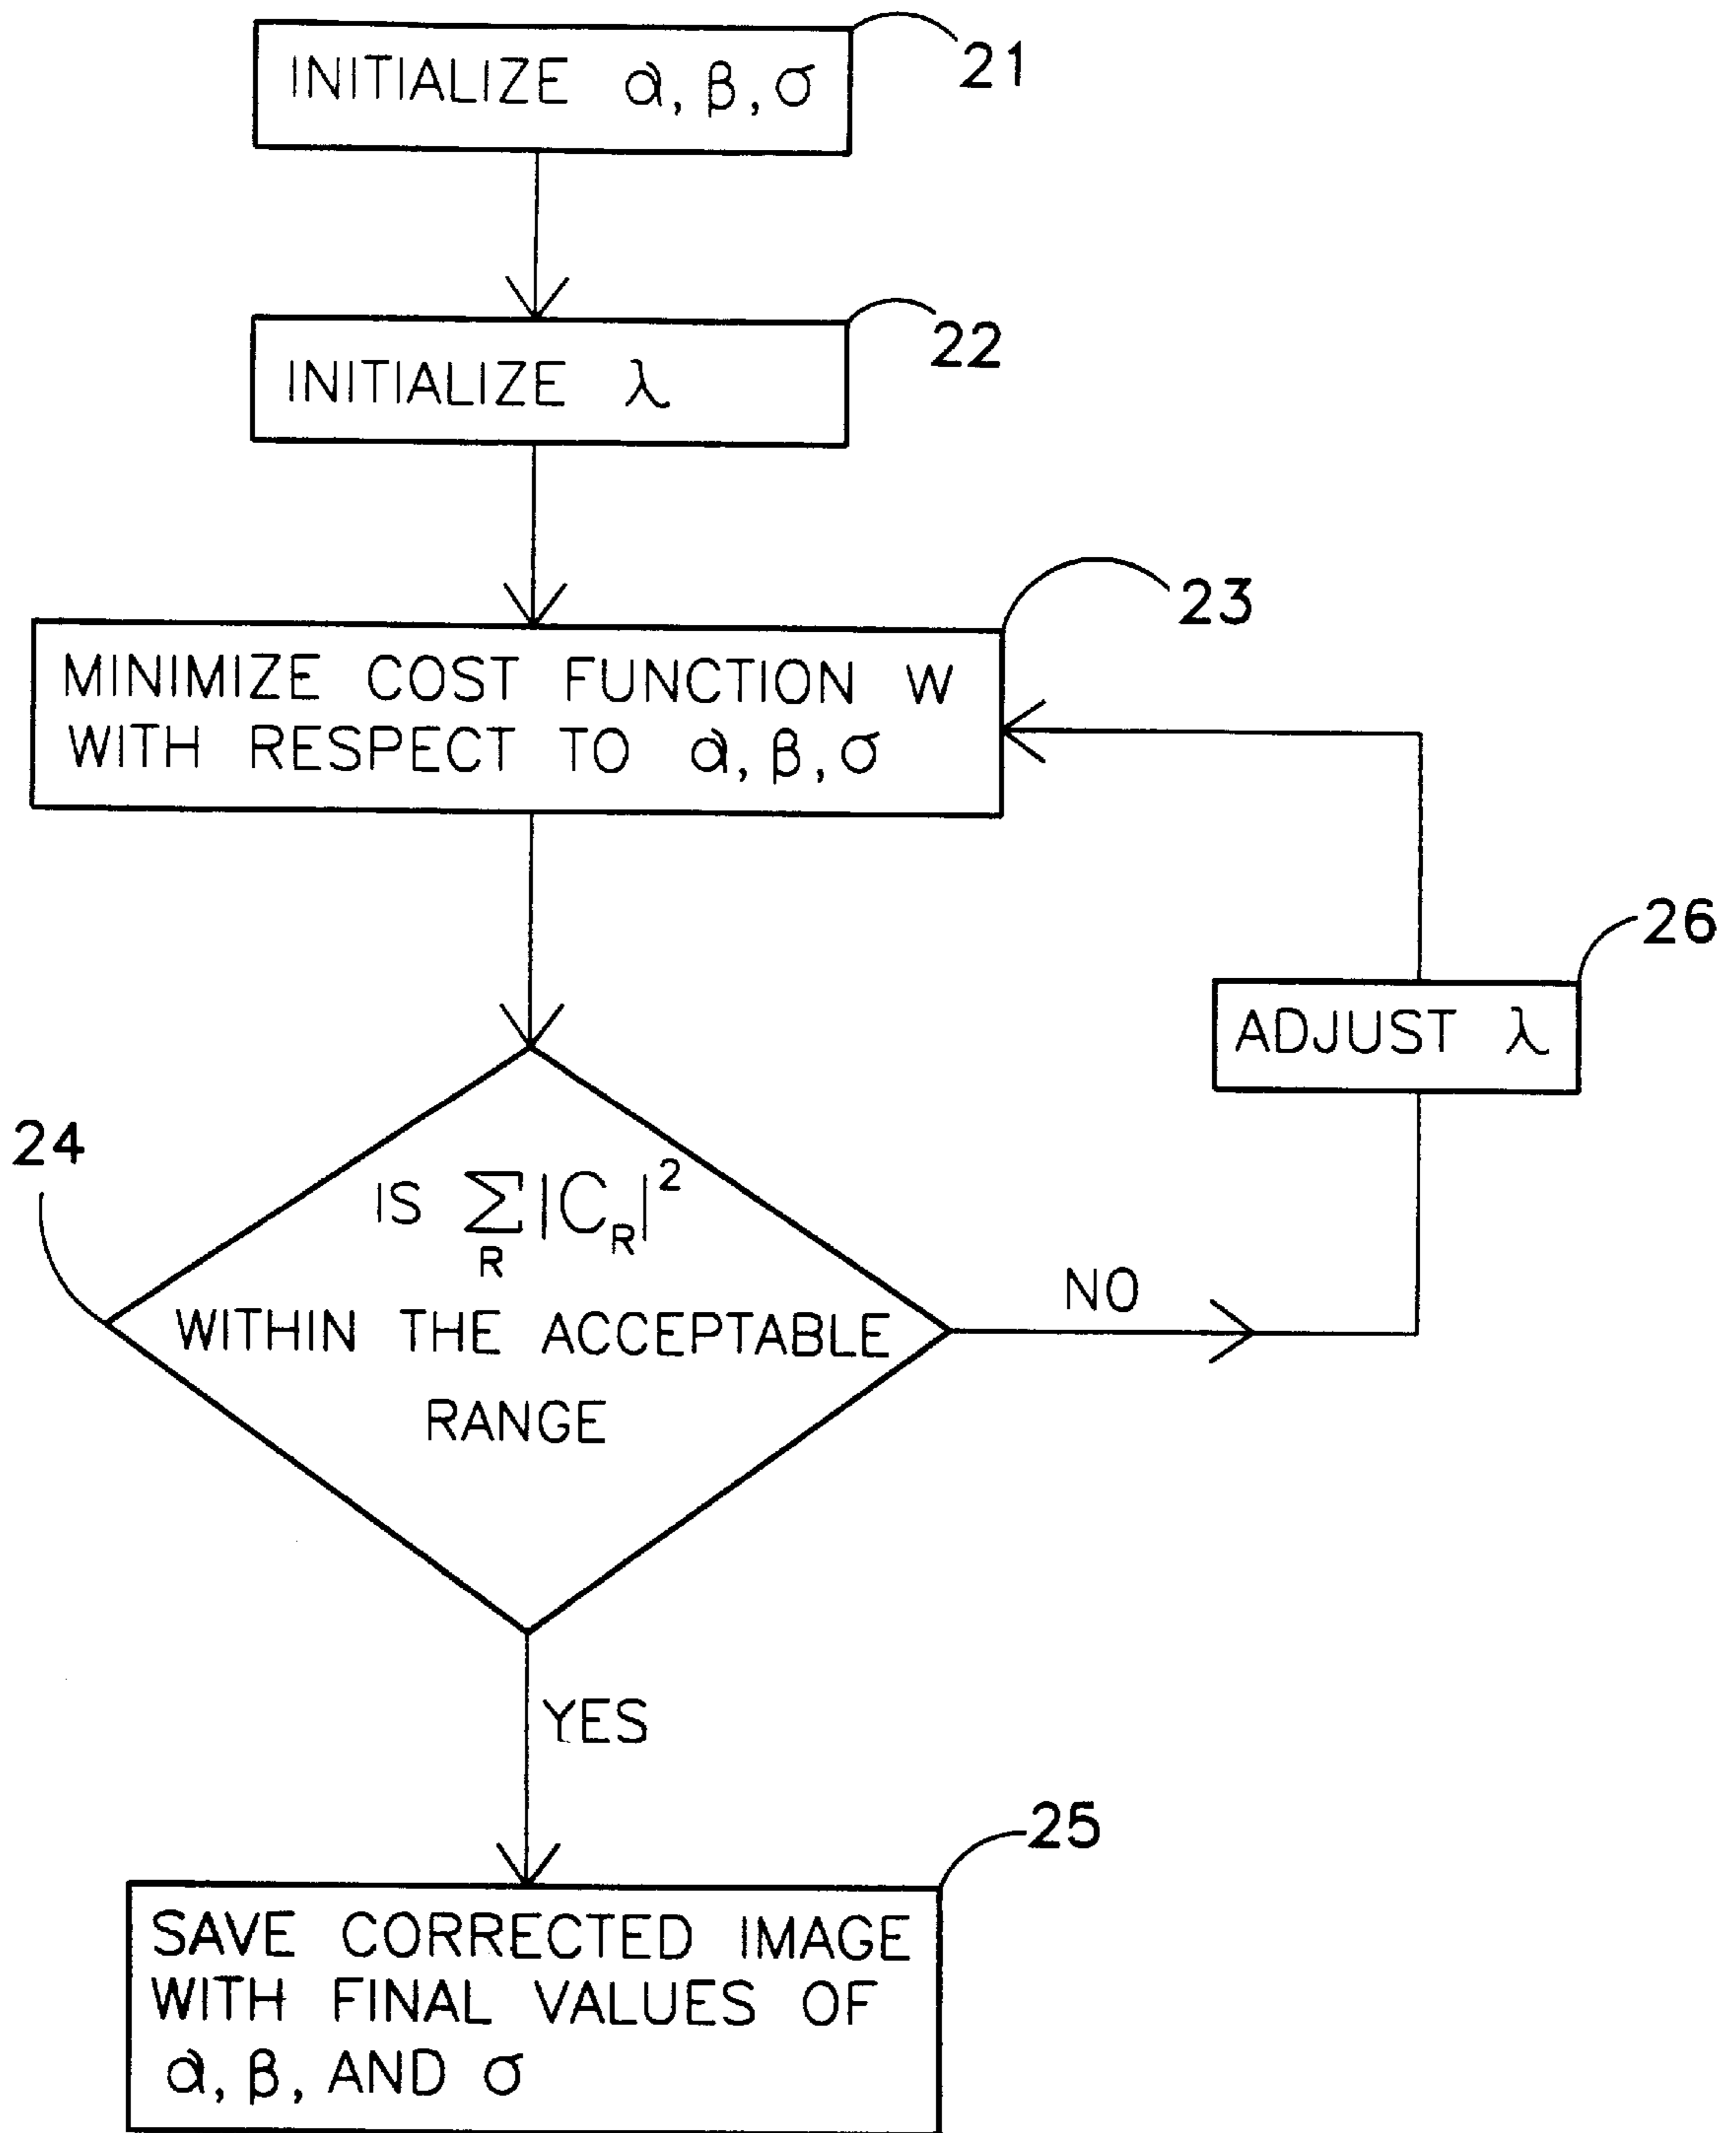 INITIALIZE α, β, σ
21
INITIALIZE λ
22
23
MINIMIZE COST FUNCTION W
WITH RESPECT TO α, β, σ
26
ADJUST λ
24
IS ∑|C_R|²
R
WITHIN THE ACCEPTABLE
RANGE
NO
YES
25
SAVE CORRECTED IMAGE
WITH FINAL VALUES OF
α, β, AND σ